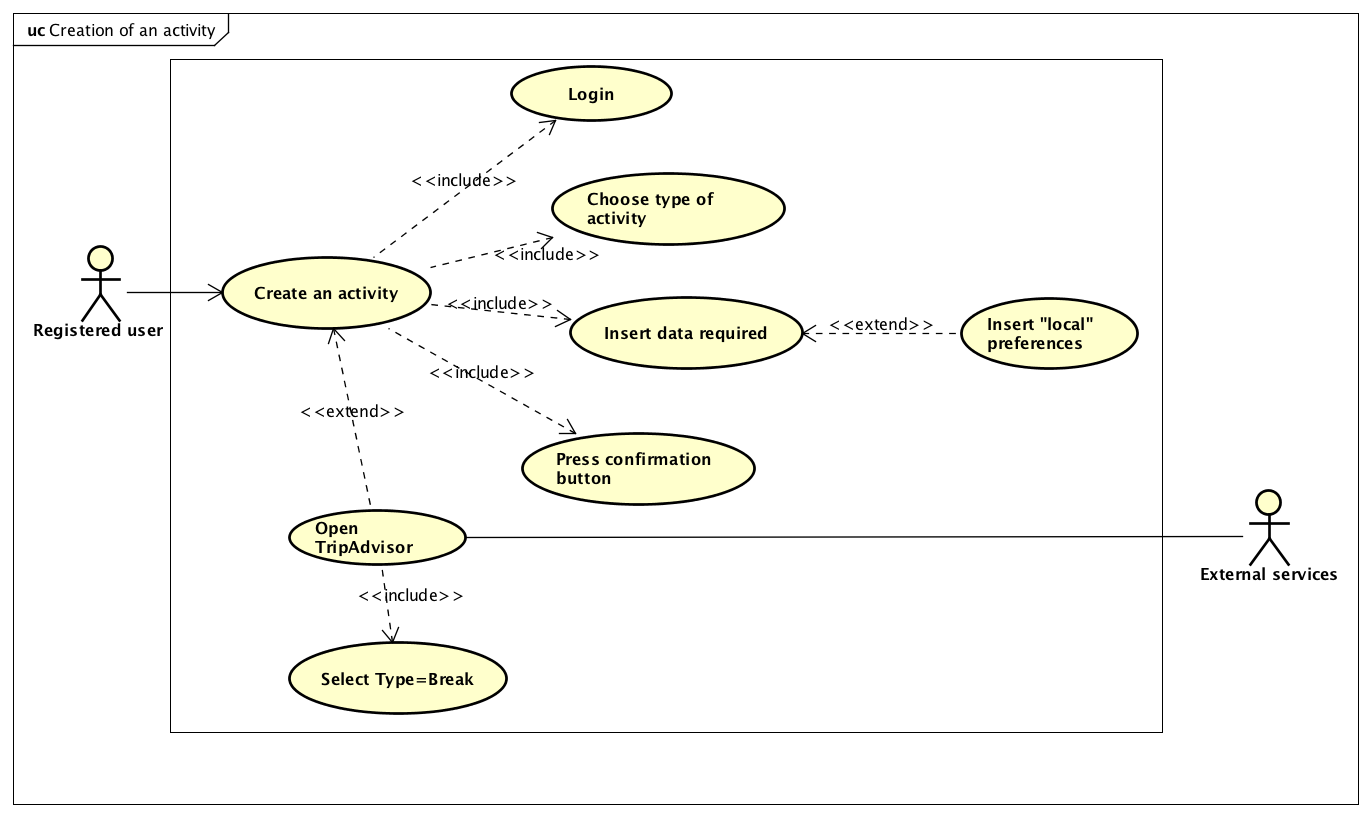 uc Creation of an activity
Login
<<include>>
Choose type of
activity
<<include>>
Create an activity
<<include>>
Registered user
Insert data required
<<extend>>
Insert "local"
preferences
<<include>>
<<extend>>
Press confirmation
button
Open
TripAdvisor
External services
<<include>>
Select Type=Break